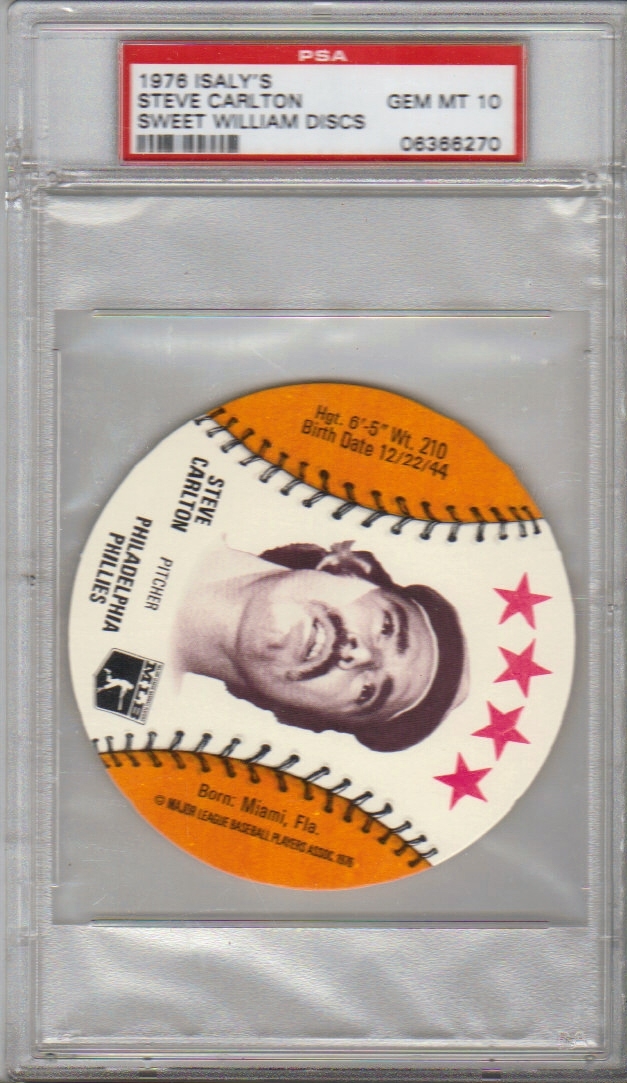 PSA
1976 ISALY'S
STEVE CARLTON GEM MT 10
SWEET WILLIAM DISCS
06366270
Hgt. 6'-5" Wt. 210
Birth Date 12/22/44
STEVE
CARLTON
PITCHER
PHILADELPHIA
PHILLIES
MLB
Born: Miami, Fla.
© MAJOR LEAGUE BASEBALL PLAYERS ASSOC. 1976